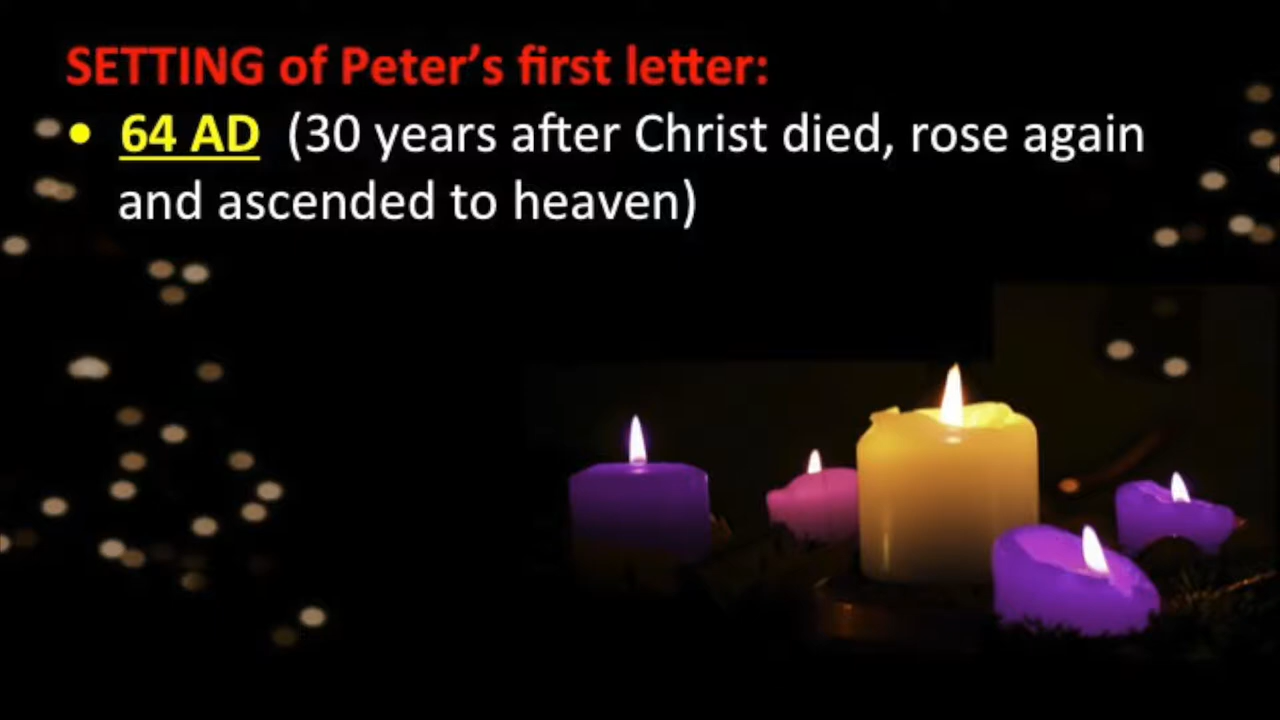 SETTING of Peter’s first letter:
• 64 AD (30 years after Christ died, rose again
and ascended to heaven)